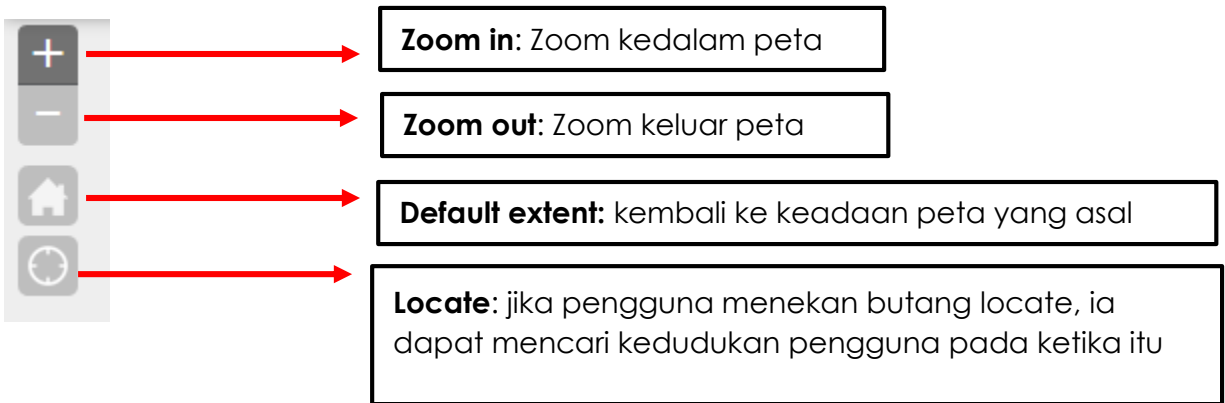 Zoom in: Zoom kedalam peta
Zoom out: Zoom keluar peta
Default extent: kembali ke keadaan peta yang asal
Locate: jika pengguna menekan butang locate, ia
dapat mencari kedudukan pengguna pada ketika itu